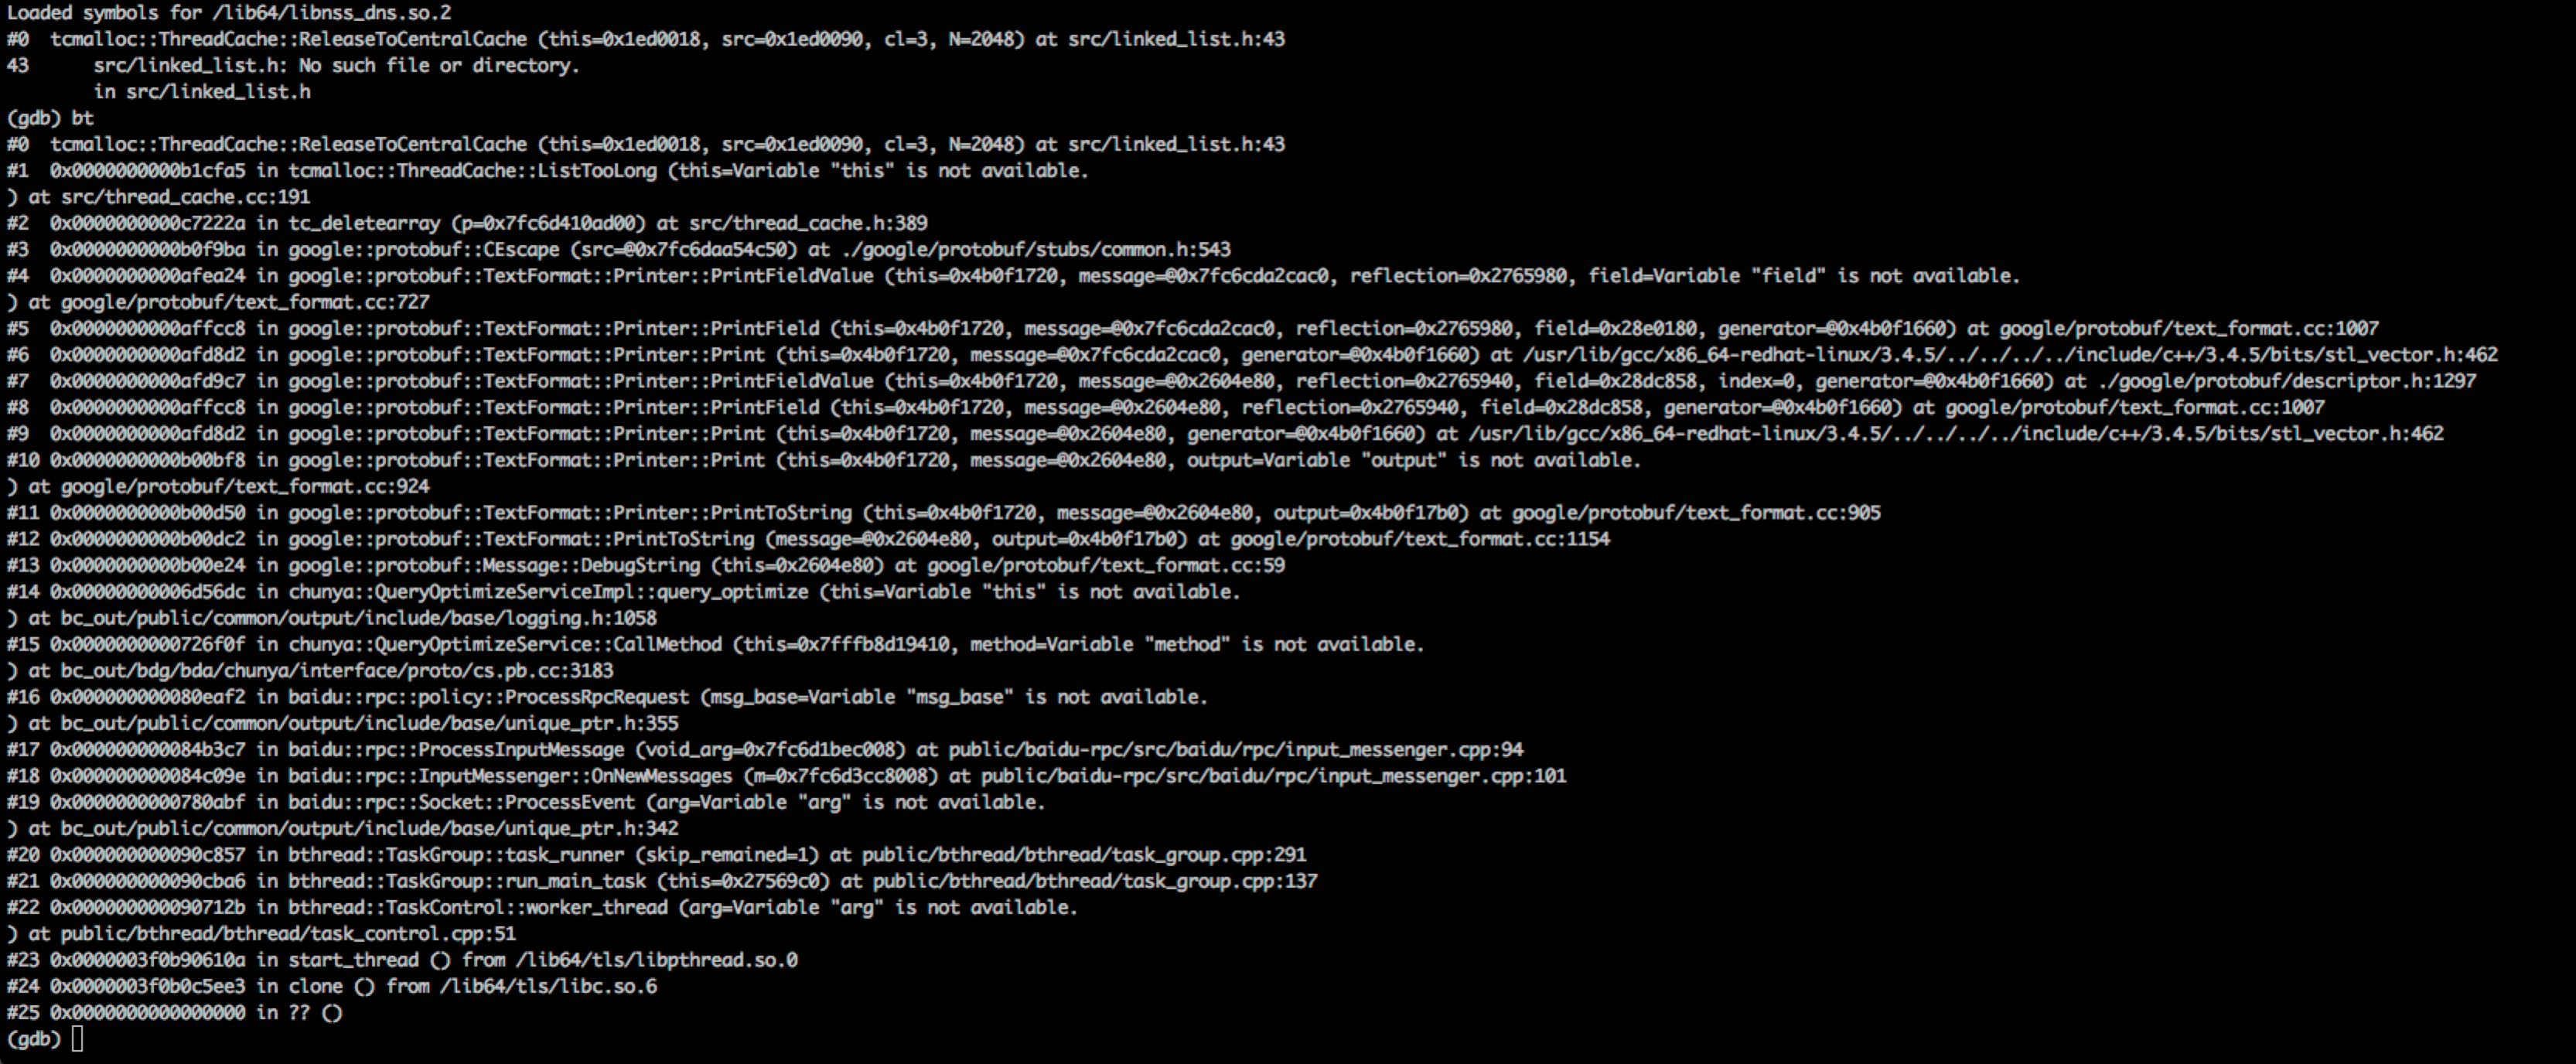 Loaded symbols for /lib64/libnss_dns.so.2
#0  tcmalloc::ThreadCache::ReleaseToCentralCache (this=0x1ed0018, src=0x1ed0090, cl=3, N=2048) at src/linked_list.h:43
43      src/linked_list.h: No such file or directory.
        in src/linked_list.h
(gdb) bt
#0  tcmalloc::ThreadCache::ReleaseToCentralCache (this=0x1ed0018, src=0x1ed0090, cl=3, N=2048) at src/linked_list.h:43
#1  0x0000000000b1cfa5 in tcmalloc::ThreadCache::ListTooLong (this=Variable "this" is not available.
) at src/thread_cache.cc:191
#2  0x0000000000c7222a in tc_deletearray (p=0x7fc6d410ad00) at src/thread_cache.h:389
#3  0x0000000000b0f9ba in google::protobuf::CEscape (src=@0x7fc6daa54c50) at ./google/protobuf/stubs/common.h:543
#4  0x0000000000afea24 in google::protobuf::TextFormat::Printer::PrintFieldValue (this=0x4b0f1720, message=@0x7fc6cda2cac0, reflection=0x2765980, field=Variable "field" is not available.
) at google/protobuf/text_format.cc:727
#5  0x0000000000affcc8 in google::protobuf::TextFormat::Printer::PrintField (this=0x4b0f1720, message=@0x7fc6cda2cac0, reflection=0x2765980, field=0x28e0180, generator=@0x4b0f1660) at google/protobuf/text_format.cc:1007
#6  0x0000000000afd8d2 in google::protobuf::TextFormat::Printer::Print (this=0x4b0f1720, message=@0x7fc6cda2cac0, generator=@0x4b0f1660) at /usr/lib/gcc/x86_64-redhat-linux/3.4.5/../../../../include/c++/3.4.5/bits/stl_vector.h:462
#7  0x0000000000afd9c7 in google::protobuf::TextFormat::Printer::PrintFieldValue (this=0x4b0f1720, message=@0x2604e80, reflection=0x2765940, field=0x28dc858, index=0, generator=@0x4b0f1660) at ./google/protobuf/descriptor.h:1297
#8  0x0000000000affcc8 in google::protobuf::TextFormat::Printer::PrintField (this=0x4b0f1720, message=@0x2604e80, reflection=0x2765940, field=0x28dc858, generator=@0x4b0f1660) at google/protobuf/text_format.cc:1007
#9  0x0000000000afd8d2 in google::protobuf::TextFormat::Printer::Print (this=0x4b0f1720, message=@0x2604e80, generator=@0x4b0f1660) at /usr/lib/gcc/x86_64-redhat-linux/3.4.5/../../../../include/c++/3.4.5/bits/stl_vector.h:462
#10 0x0000000000b00bf8 in google::protobuf::TextFormat::Printer::Print (this=0x4b0f1720, message=@0x2604e80, output=Variable "output" is not available.
) at google/protobuf/text_format.cc:924
#11 0x0000000000b00d50 in google::protobuf::TextFormat::Printer::PrintToString (this=0x4b0f1720, message=@0x2604e80, output=0x4b0f17b0) at google/protobuf/text_format.cc:905
#12 0x0000000000b00dc2 in google::protobuf::TextFormat::PrintToString (message=@0x2604e80, output=0x4b0f17b0) at google/protobuf/text_format.cc:1154
#13 0x0000000000b00e24 in google::protobuf::Message::DebugString (this=0x2604e80) at google/protobuf/text_format.cc:59
#14 0x00000000006d56dc in chunya::QueryOptimizeServiceImpl::query_optimize (this=Variable "this" is not available.
) at bc_out/public/common/output/include/base/logging.h:1058
#15 0x0000000000726f0f in chunya::QueryOptimizeService::CallMethod (this=0x7fffb8d19410, method=Variable "method" is not available.
) at bc_out/bdg/bda/chunya/interface/proto/cs.pb.cc:3183
#16 0x000000000080eaf2 in baidu::rpc::policy::ProcessRpcRequest (msg_base=Variable "msg_base" is not available.
) at bc_out/public/common/output/include/base/unique_ptr.h:355
#17 0x000000000084b3c7 in baidu::rpc::ProcessInputMessage (void_arg=0x7fc6d1bec008) at public/baidu-rpc/src/baidu/rpc/input_messenger.cpp:94
#18 0x000000000084c09e in baidu::rpc::InputMessenger::OnNewMessages (m=0x7fc6d3cc8008) at public/baidu-rpc/src/baidu/rpc/input_messenger.cpp:101
#19 0x0000000000780abf in baidu::rpc::Socket::ProcessEvent (arg=Variable "arg" is not available.
) at bc_out/public/common/output/include/base/unique_ptr.h:342
#20 0x000000000090c857 in bthread::TaskGroup::task_runner (skip_remained=1) at public/bthread/bthread/task_group.cpp:291
#21 0x000000000090cba6 in bthread::TaskGroup::run_main_task (this=0x27569c0) at public/bthread/bthread/task_group.cpp:137
#22 0x000000000090712b in bthread::TaskControl::worker_thread (arg=Variable "arg" is not available.
) at public/bthread/bthread/task_control.cpp:51
#23 0x0000003f0b90610a in start_thread () from /lib64/tls/libpthread.so.0
#24 0x0000003f0b0c5ee3 in clone () from /lib64/tls/libc.so.6
#25 0x0000000000000000 in ?? ()
(gdb)